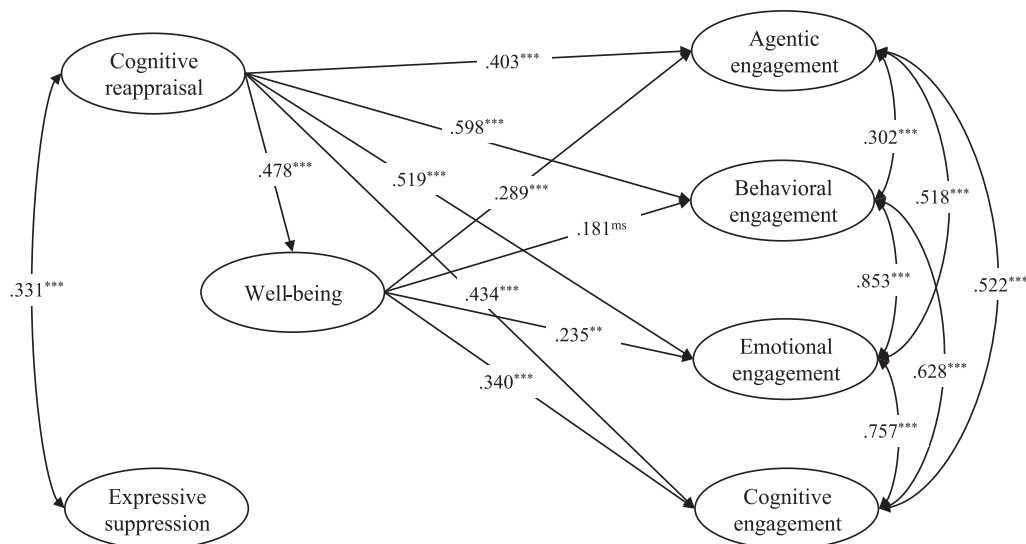 Cognitive
reappraisal
Agentic
engagement
.403***
.598***
.302***
.478***
.519***
.289***
Behavioral
engagement
.518***
.181ms
Well-being
.331***
.434***
.853***
.522***
.235**
Emotional
engagement
.340***
.628***
.757***
Expressive
suppression
Cognitive
engagement